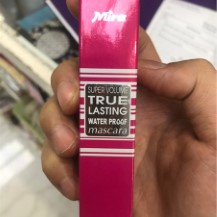 Mira
SUPER VOLUME
TRUE
LASTING
WATER PROOF
mascara